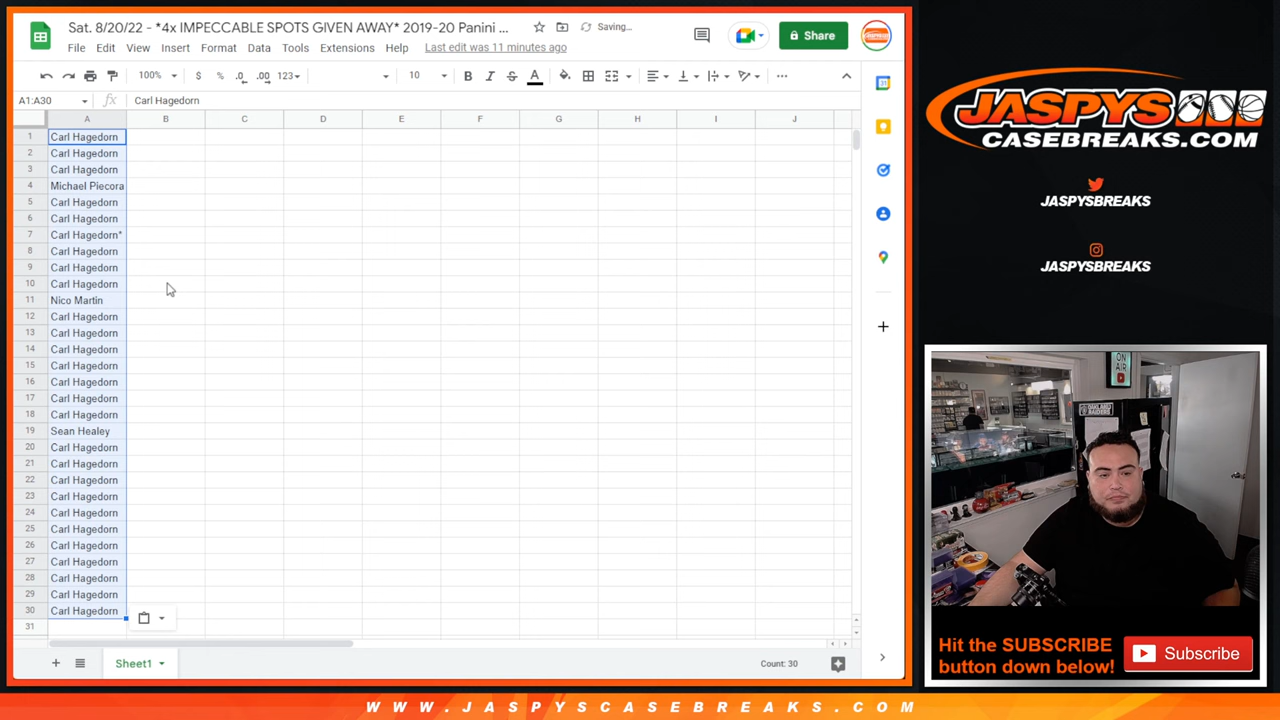 Sat. 8/20/22 - *4x IMPECCABLE SPOTS GIVEN AWAY* 2019-20 Panini ...
Saving...
File Edit View Insert Format Data Tools Extensions Help Last edit was 11 minutes ago
Share
100% $ % .0 .00 123 10 B I S A
A1:A30 fx Carl Hagedorn
A B C D E F G H I J
1 Carl Hagedorn
2 Carl Hagedorn
3 Carl Hagedorn
4 Michael Piecora
5 Carl Hagedorn
6 Carl Hagedorn
7 Carl Hagedorn*
8 Carl Hagedorn
9 Carl Hagedorn
10 Carl Hagedorn
11 Nico Martin
12 Carl Hagedorn
13 Carl Hagedorn
14 Carl Hagedorn
15 Carl Hagedorn
16 Carl Hagedorn
17 Carl Hagedorn
18 Carl Hagedorn
19 Sean Healey
20 Carl Hagedorn
21 Carl Hagedorn
22 Carl Hagedorn
23 Carl Hagedorn
24 Carl Hagedorn
25 Carl Hagedorn
26 Carl Hagedorn
27 Carl Hagedorn
28 Carl Hagedorn
29 Carl Hagedorn
30 Carl Hagedorn
31
Sheet1
Count: 30
JASPYS
CASEBREAKS.COM
JASPYSBREAKS
JASPYSBREAKS
ON
AIR
OAKLAND
RAIDERS
Hit the SUBSCRIBE
button down below!
Subscribe
WWW.JASPYSCASEBREAKS.COM